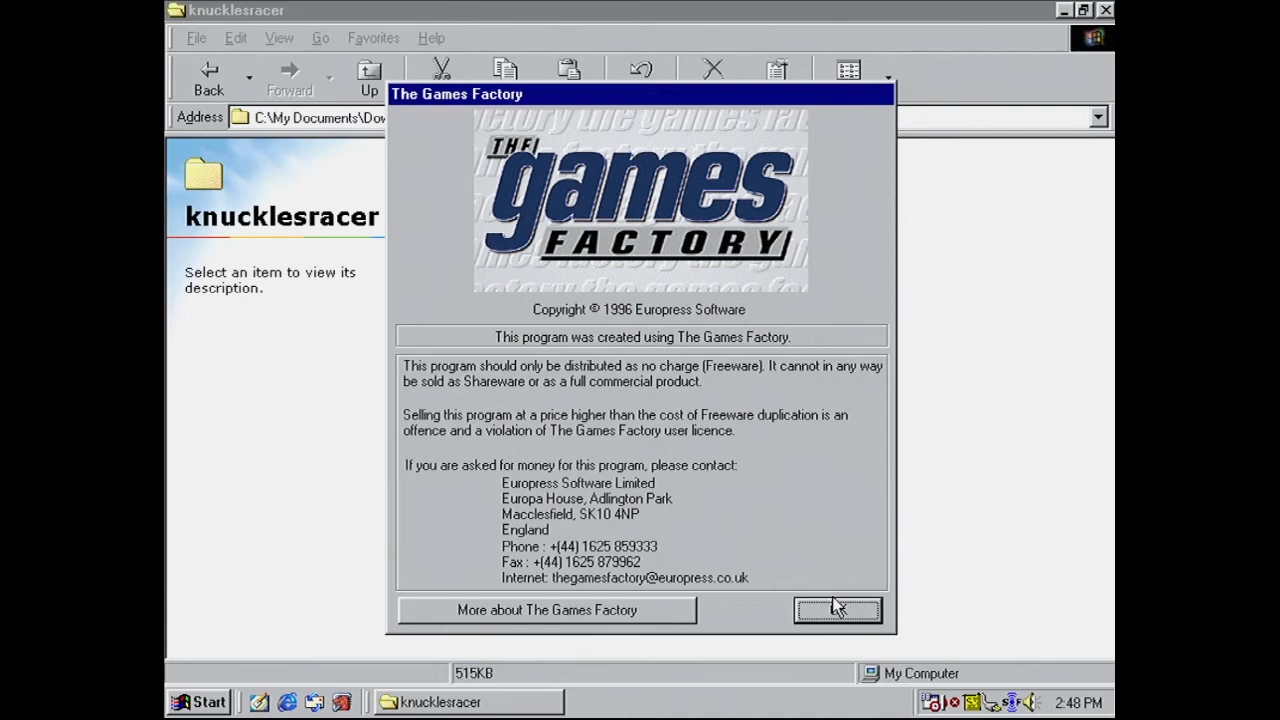 knucklesracer
File Edit View Go Favorites Help
Back Forward Up
Address C:\My Documents\Dow
The Games Factory
THE
games
FACTORY
Copyright © 1996 Europress Software
This program was created using The Games Factory.
This program should only be distributed as no charge (Freeware). It cannot in any way
be sold as Shareware or as a full commercial product.
Selling this program at a price higher than the cost of Freeware duplication is an
offence and a violation of The Games Factory user licence.
If you are asked for money for this program, please contact:
Europress Software Limited
Europa House, Adlington Park
Macclesfield, SK10 4NP
England
Phone : +(44) 1625 859333
Fax : +(44) 1625 879962
Internet: thegamesfactory@europress.co.uk
More about The Games Factory
knucklesracer
Select an item to view its
description.
515KB
My Computer
Start
knucklesracer
2:48 PM